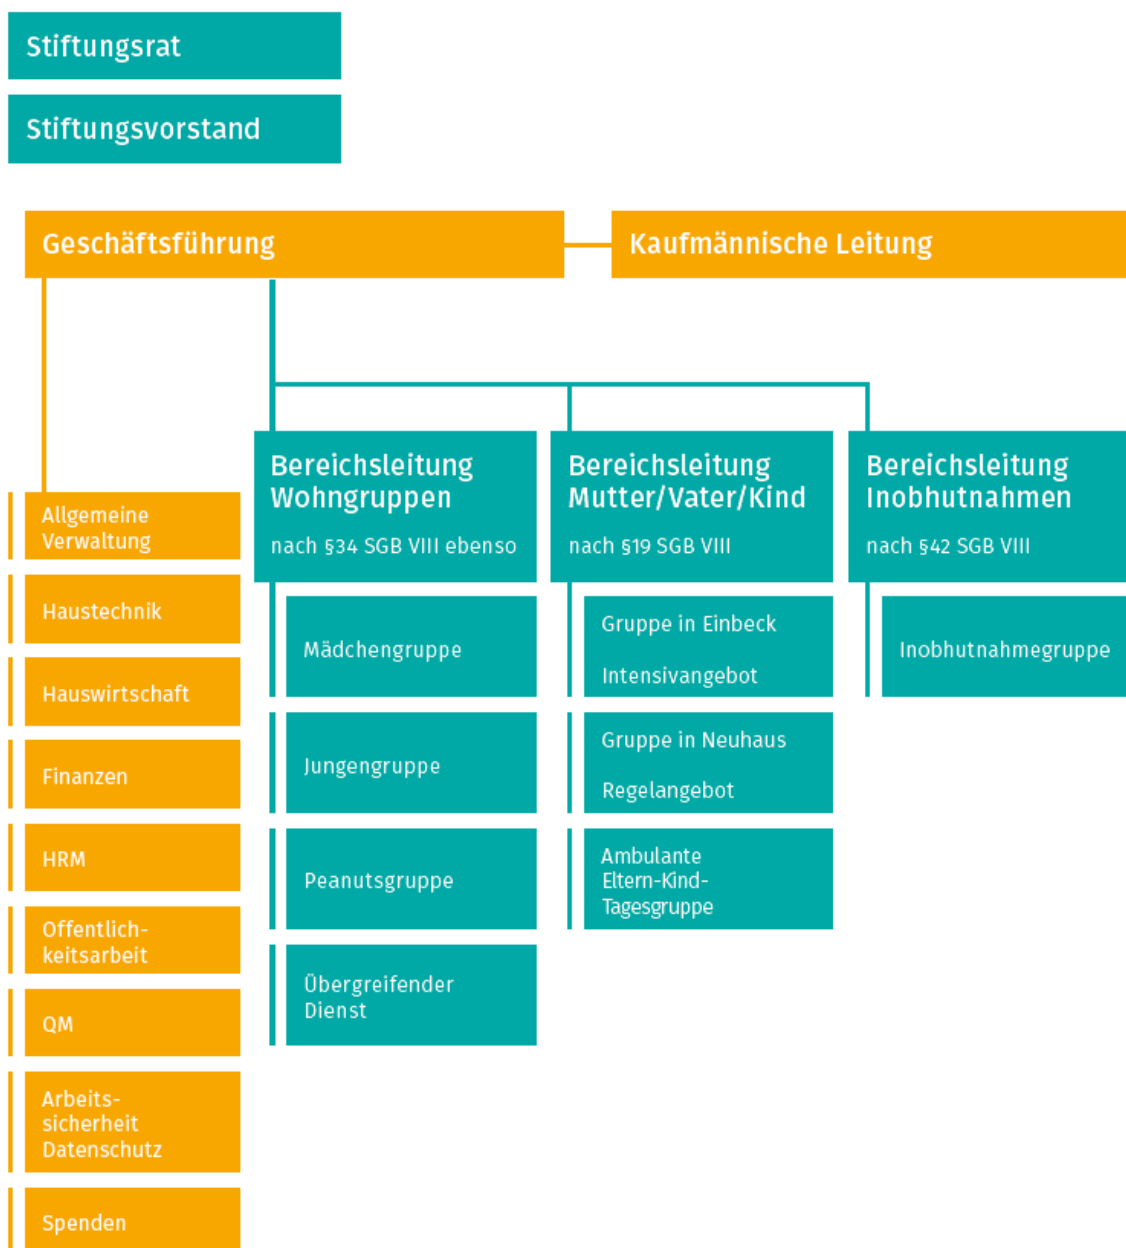 Stiftungsrat
Stiftungsvorstand
Geschäftsführung
Kaufmännische Leitung
Allgemeine
Verwaltung
Haustechnik
Hauswirtschaft
Finanzen
HRM
Offentlich-
keitsarbeit
QM
Arbeits-
sicherheit
Datenschutz
Spenden
Bereichsleitung
Wohngruppen
nach §34 SGB VIII ebenso
Mädchengruppe
Jungengruppe
Peanutsgruppe
Übergreifender
Dienst
Bereichsleitung
Mutter/Vater/Kind
nach §19 SGB VIII
Gruppe in Einbeck
Intensivangebot
Gruppe in Neuhaus
Regelangebot
Ambulante
Eltern-Kind-
Tagesgruppe
Bereichsleitung
Inobhutnahmen
nach §42 SGB VIII
Inobhutnahmegruppe